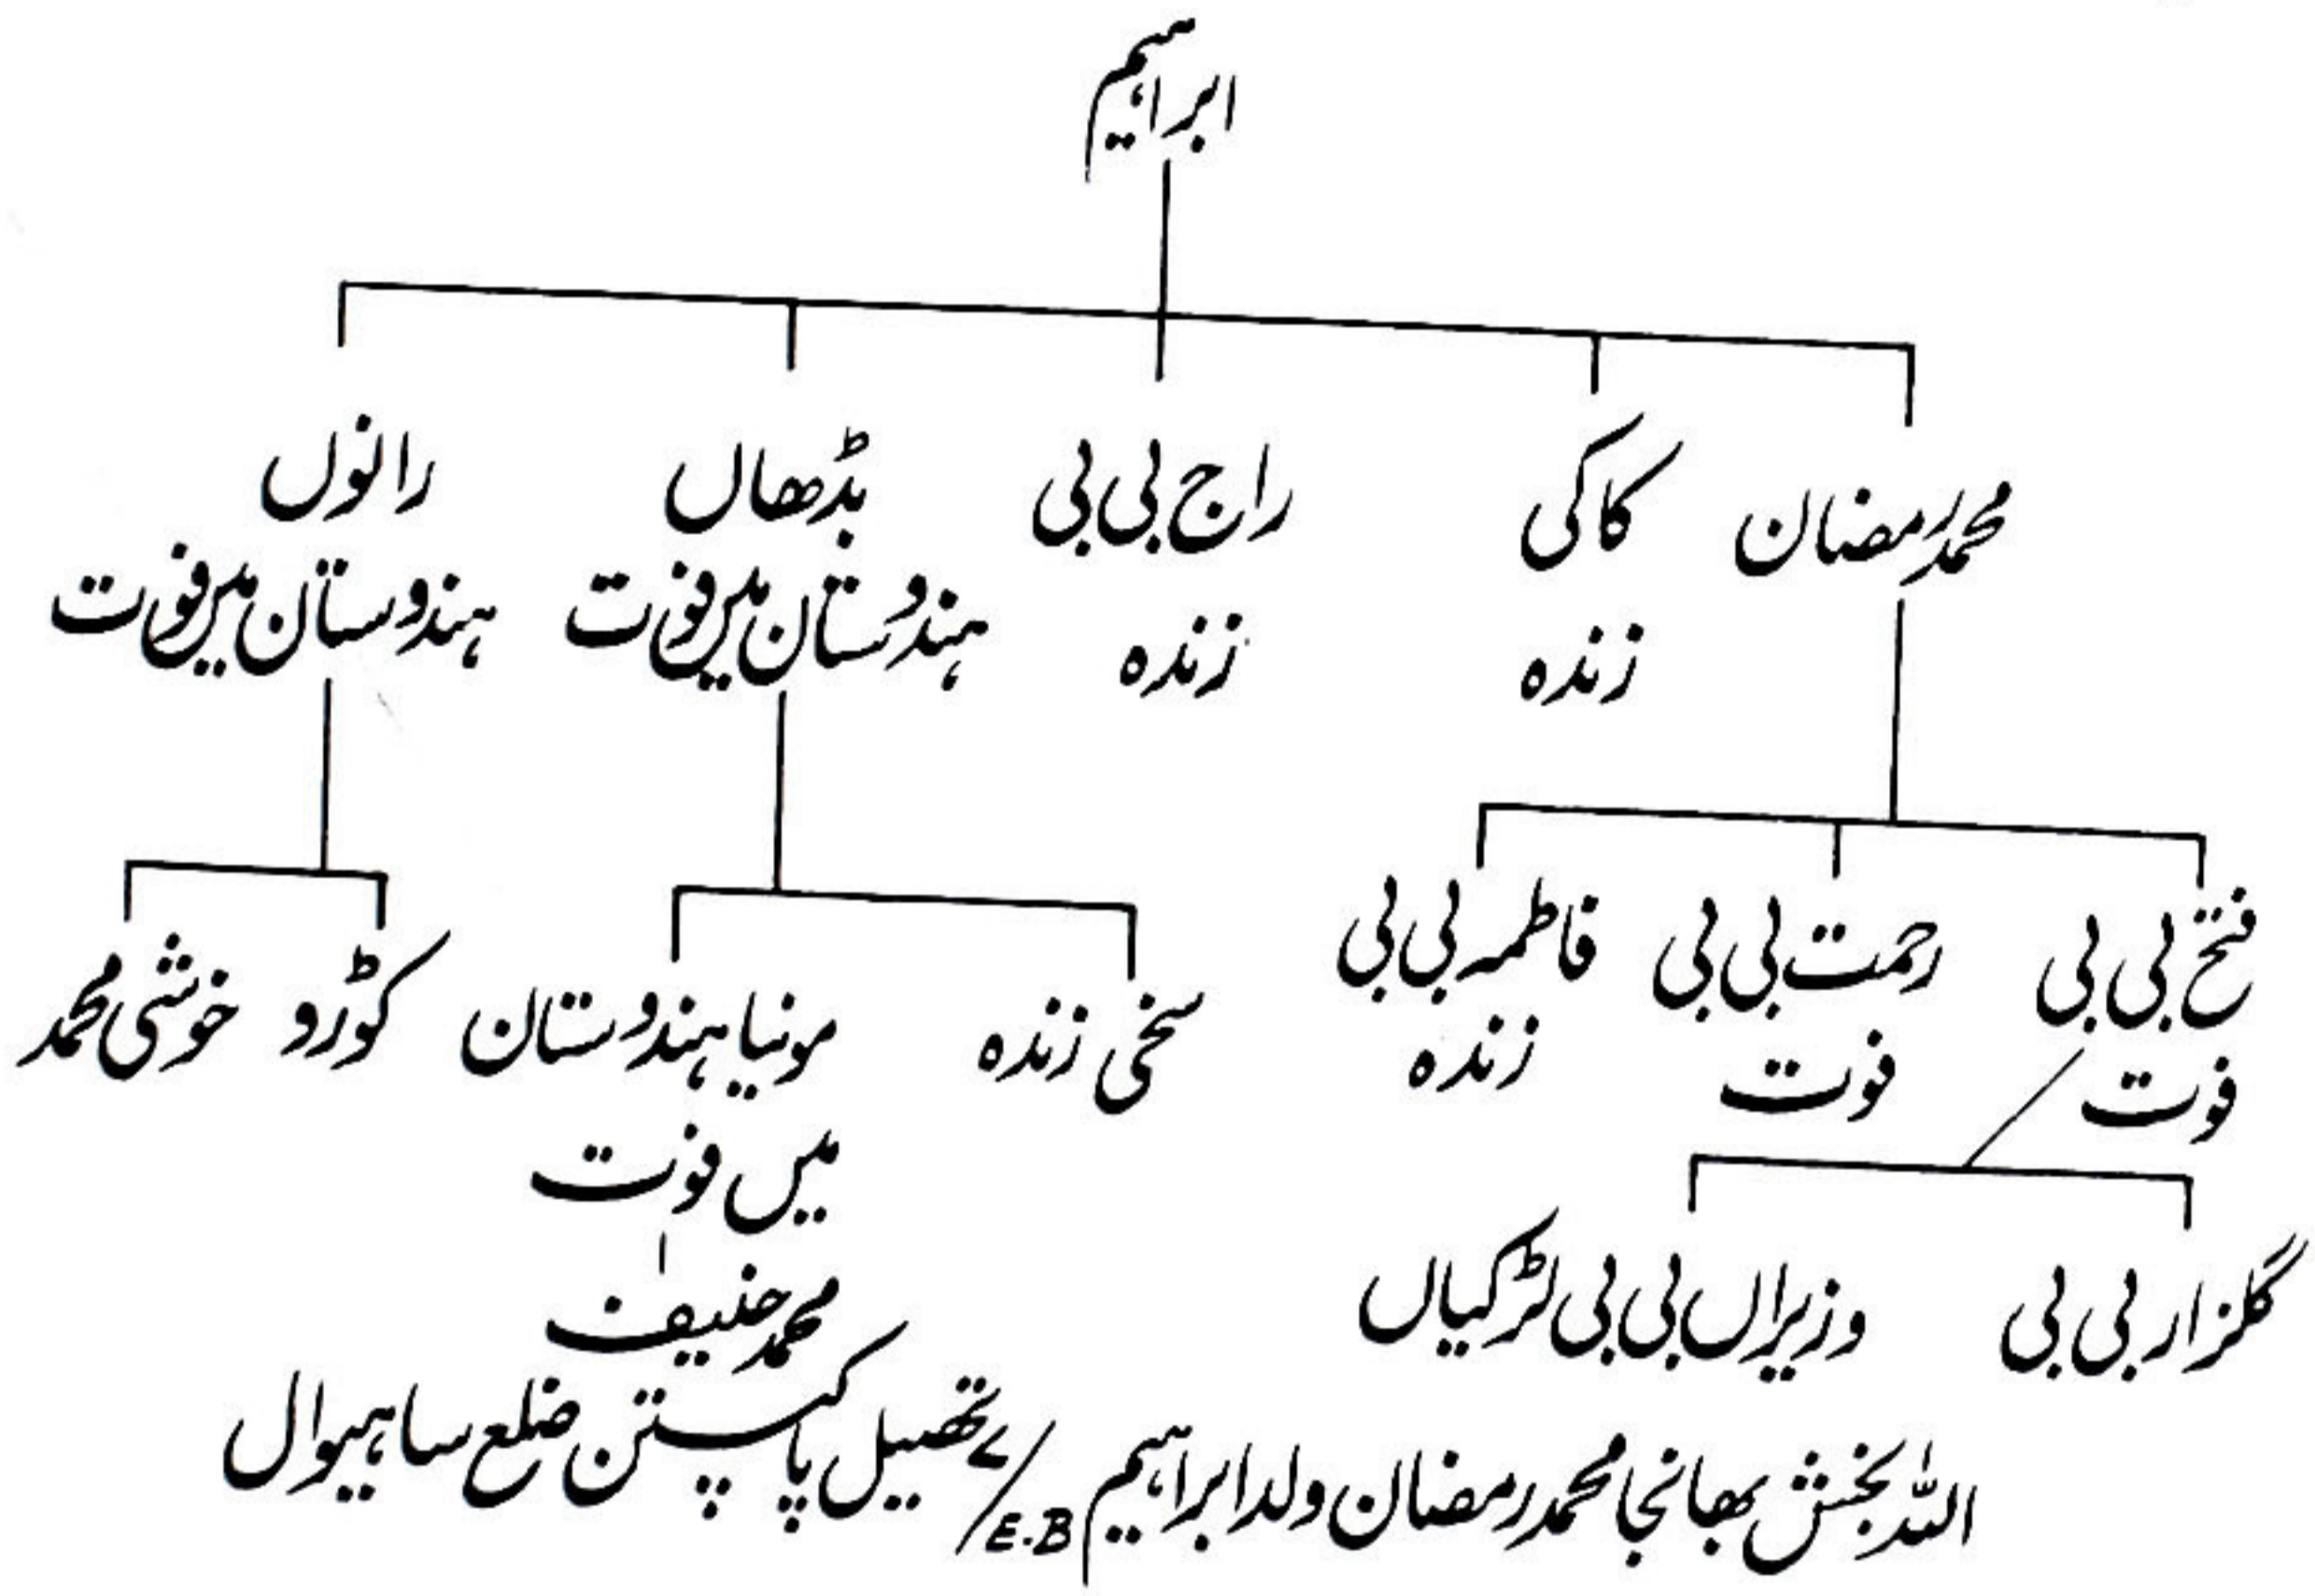 ابراہیم
محمد رمضان کاکی راج بی بی بڈھاں رانوں
زندہ زندہ ہندوستان میں فوت ہندوستان میں فوت
فتح بی بی رحمت بی بی فاطمہ بی بی سخی زندہ مونیا ہندوستان کوڑو خوشی محمد
فوت فوت زندہ میں فوت
گلزار بی بی وزیراں بی بی لڑکیاں محمد حنیف
اللہ بخش بھانجا محمد رمضان ولد ابراہیم E.B/7 تحصیل پاکپتن ضلع ساہیوال